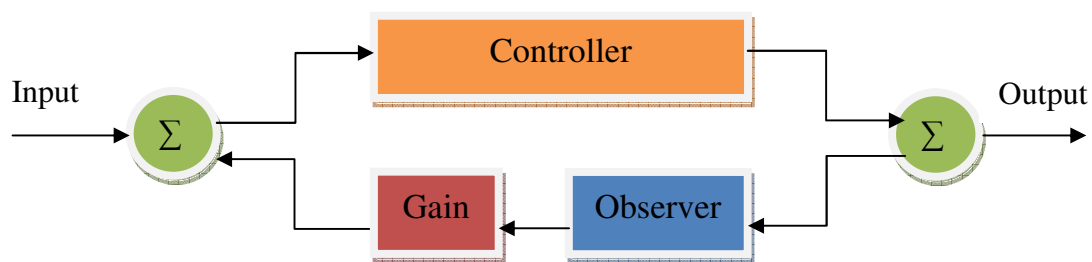 Controller
Input
Output
∑
∑
Gain
Observer